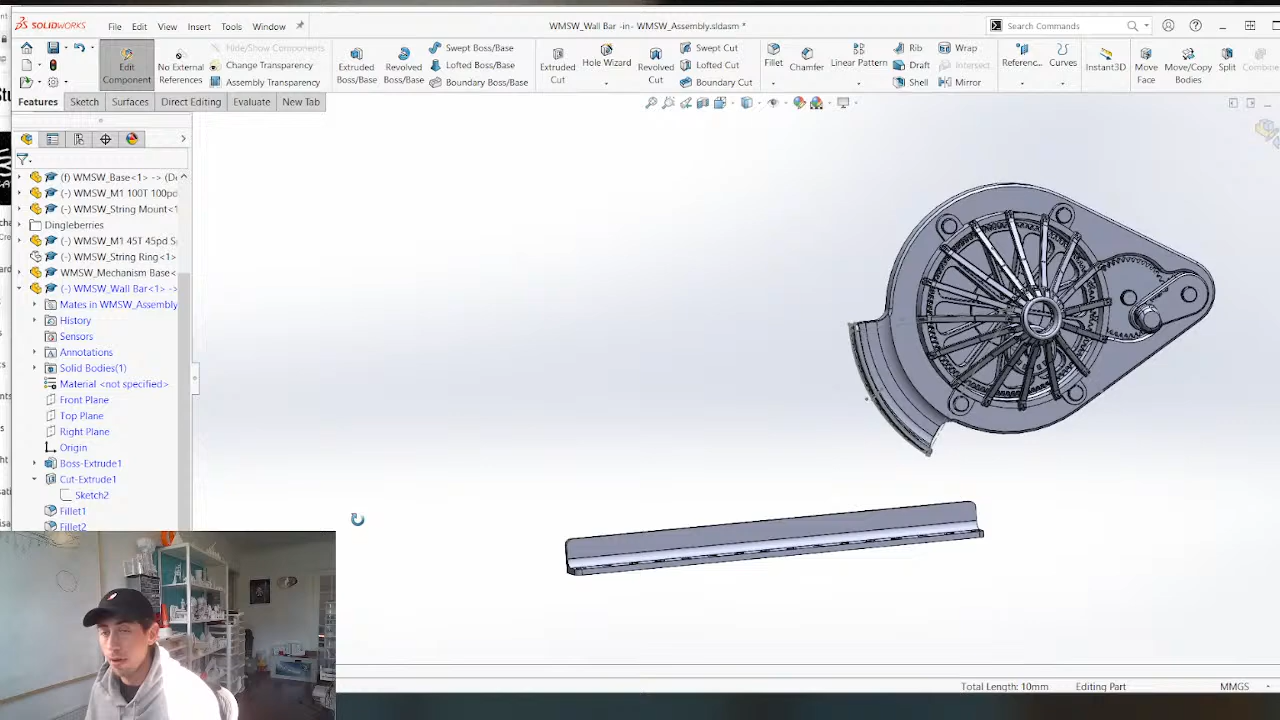 SOLIDWORKS
File
Edit
View
Insert
Tools
Window
WMSW_Wall Bar -in- WMSW_Assembly.sldasm *
Search Commands
Edit
Component
No External
References
Hide/Show Components
Change Transparency
Assembly Transparency
Extruded
Boss/Base
Revolved
Boss/Base
Swept Boss/Base
Lofted Boss/Base
Boundary Boss/Base
Extruded
Cut
Hole Wizard
Revolved
Cut
Swept Cut
Lofted Cut
Boundary Cut
Fillet
Chamfer
Linear Pattern
Rib
Draft
Shell
Wrap
Intersect
Mirror
Referenc...
Curves
Instant3D
Move
Face
Move/Copy
Bodies
Split
Combine
Features
Sketch
Surfaces
Direct Editing
Evaluate
New Tab
(f) WMSW_Base<1> -> (De
(-) WMSW_M1 100T 100pd
(-) WMSW_String Mount<1
Dingleberries
(-) WMSW_M1 45T 45pd S
(-) WMSW_String Ring<1>
WMSW_Mechanism Base<
(-) WMSW_Wall Bar<1> ->
Mates in WMSW_Assembly
History
Sensors
Annotations
Solid Bodies(1)
Material <not specified>
Front Plane
Top Plane
Right Plane
Origin
Boss-Extrude1
Cut-Extrude1
Sketch2
Fillet1
Fillet2
Total Length: 10mm
Editing Part
MMGS